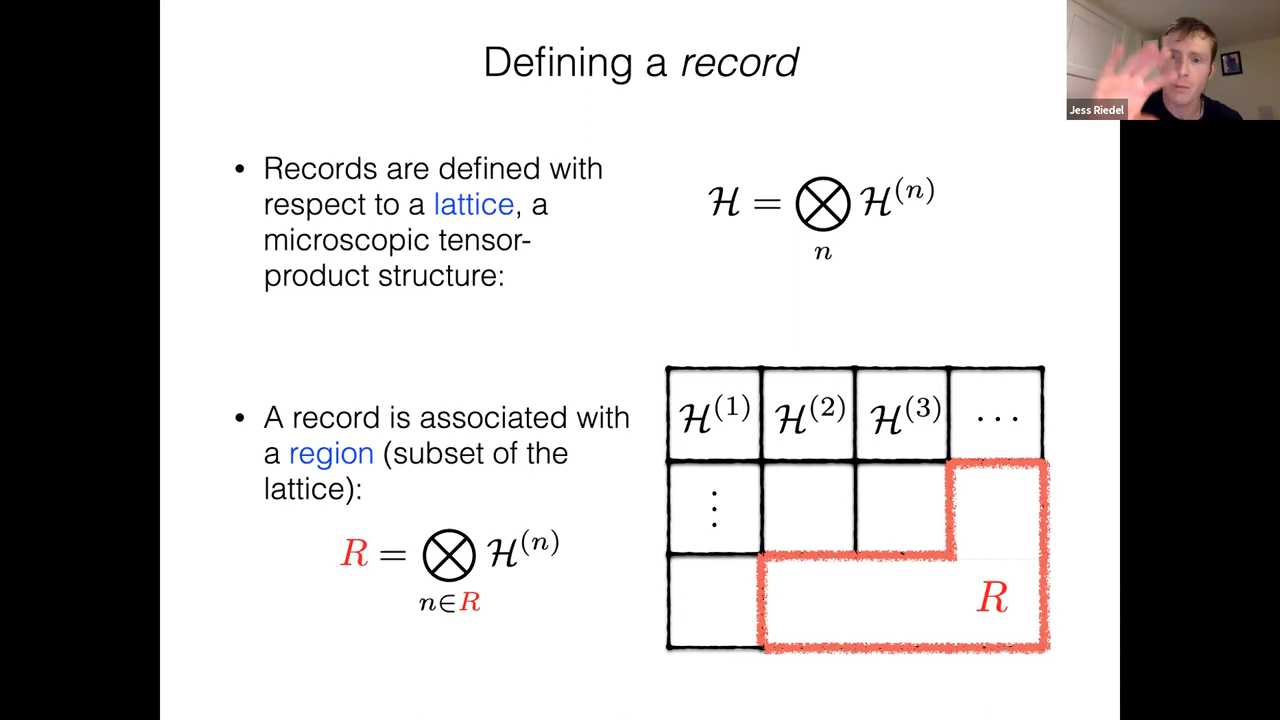 Defining a record
Jess Riedel
• Records are defined with
respect to a lattice, a
microscopic tensor-
product structure:
ℋ = ⨂ ℋ⁽ⁿ⁾
n
• A record is associated with
a region (subset of the
lattice):
R = ⨂ ℋ⁽ⁿ⁾
n∈R
ℋ⁽¹⁾ ℋ⁽²⁾ ℋ⁽³⁾ ⋯
⋮
R